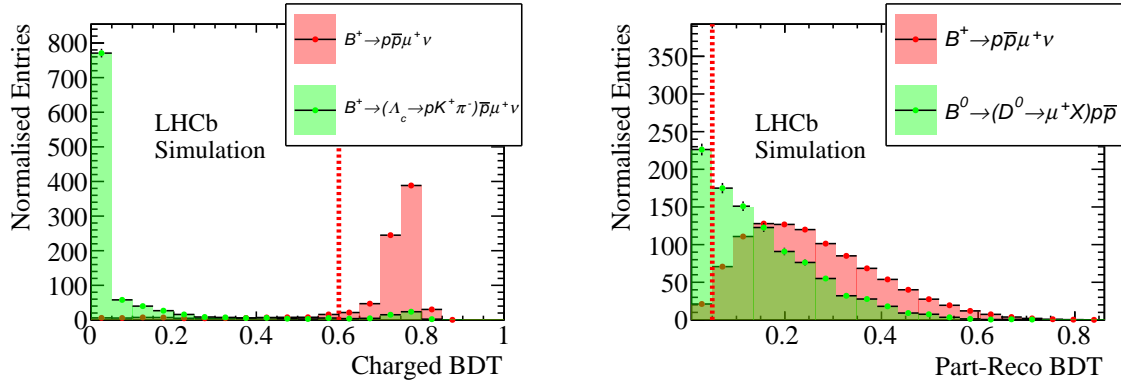 Normalised Entries
800
700
600
500
400
300
200
100
0
B⁺→pp̅μ⁺ν
B⁺→(Λ_c→pK⁺π⁻)p̅μ⁺ν
LHCb
Simulation
0 0.2 0.4 0.6 0.8 1
Charged BDT
Normalised Entries
350
300
250
200
150
100
50
0
B⁺→pp̅μ⁺ν
B⁰→(D⁰→μ⁺X)pp̅
LHCb
Simulation
0.2 0.4 0.6 0.8
Part-Reco BDT